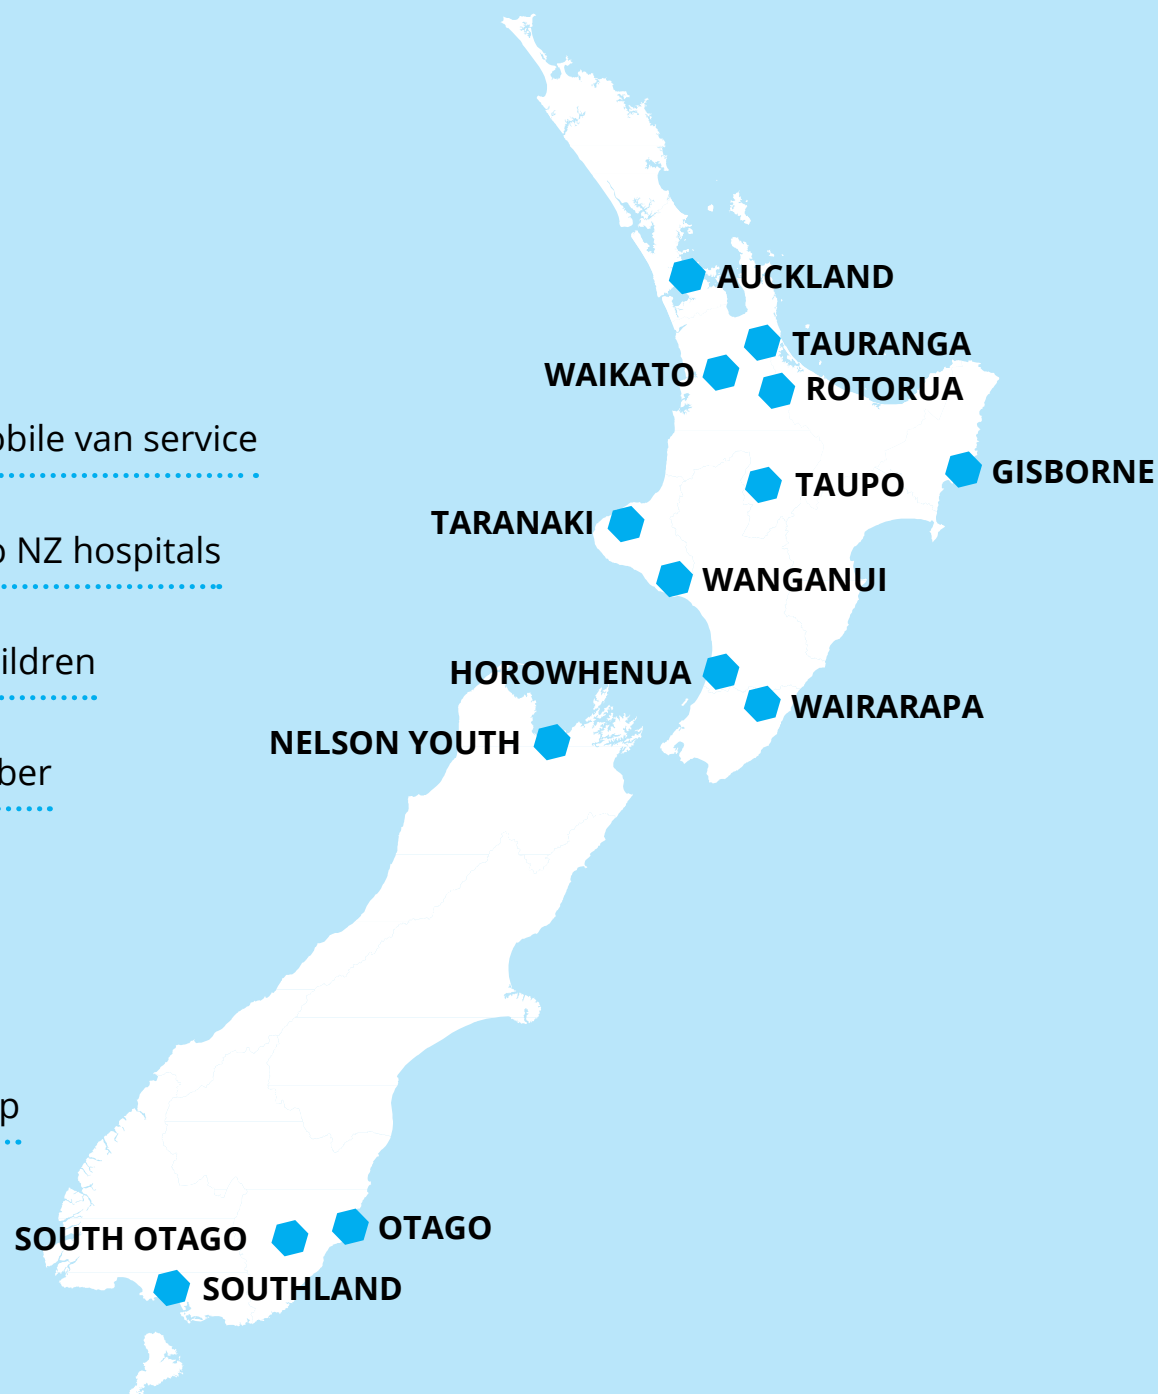 AUCKLAND
TAURANGA
WAIKATO
ROTORUA
obile van service
GISBORNE
TAUPO
TARANAKI
o NZ hospitals
WANGANUI
ildren
HOROWHENUA
WAIRARAPA
NELSON YOUTH
ber
p
OTAGO
SOUTH OTAGO
SOUTHLAND